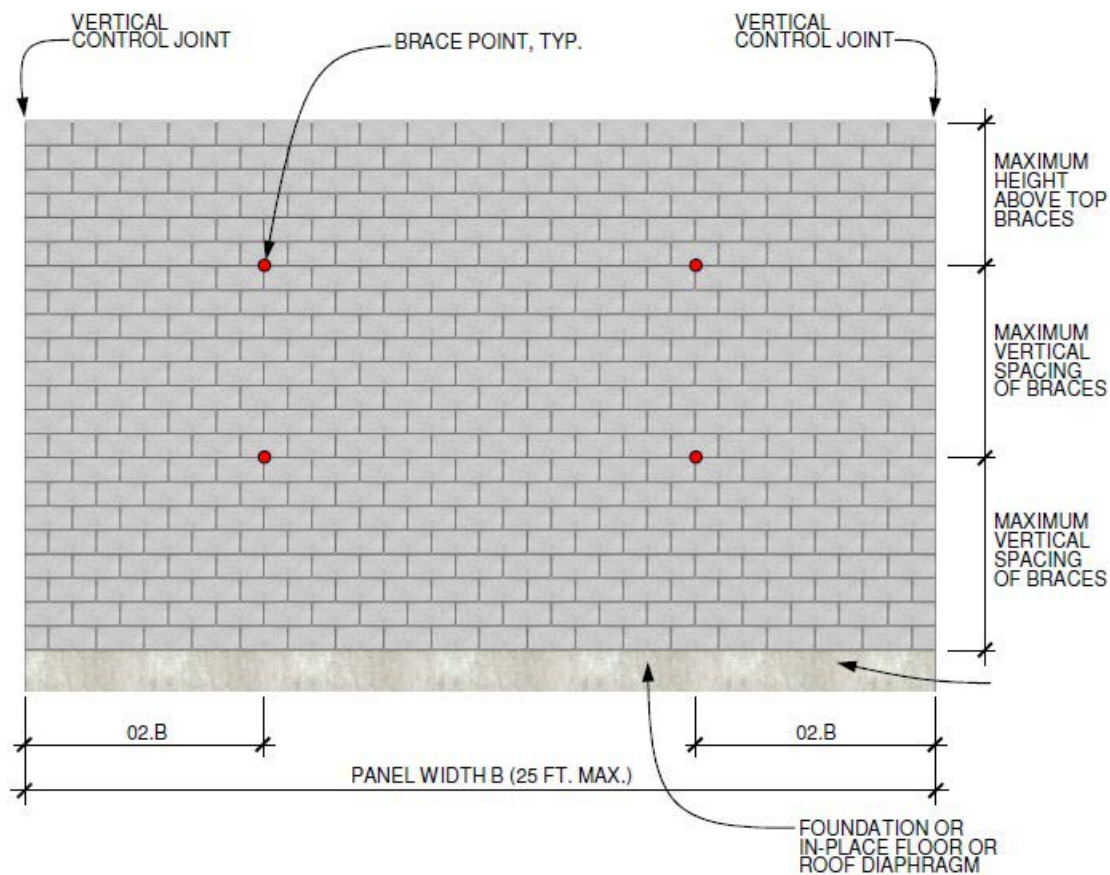 VERTICAL
CONTROL JOINT
BRACE POINT, TYP.
VERTICAL
CONTROL JOINT
MAXIMUM
HEIGHT
ABOVE TOP
BRACES
MAXIMUM
VERTICAL
SPACING
OF BRACES
MAXIMUM
VERTICAL
SPACING
OF BRACES
02.B
02.B
PANEL WIDTH B (25 FT. MAX.)
FOUNDATION OR
IN-PLACE FLOOR OR
ROOF DIAPHRAGM